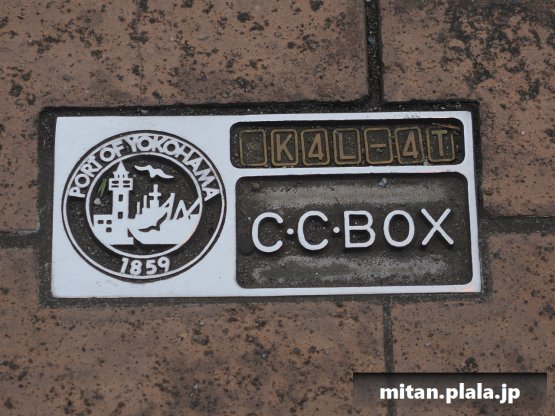 PORT OF YOKOHAMA
1859
K4L-4T
C·C·BOX
mitan.plala.jp